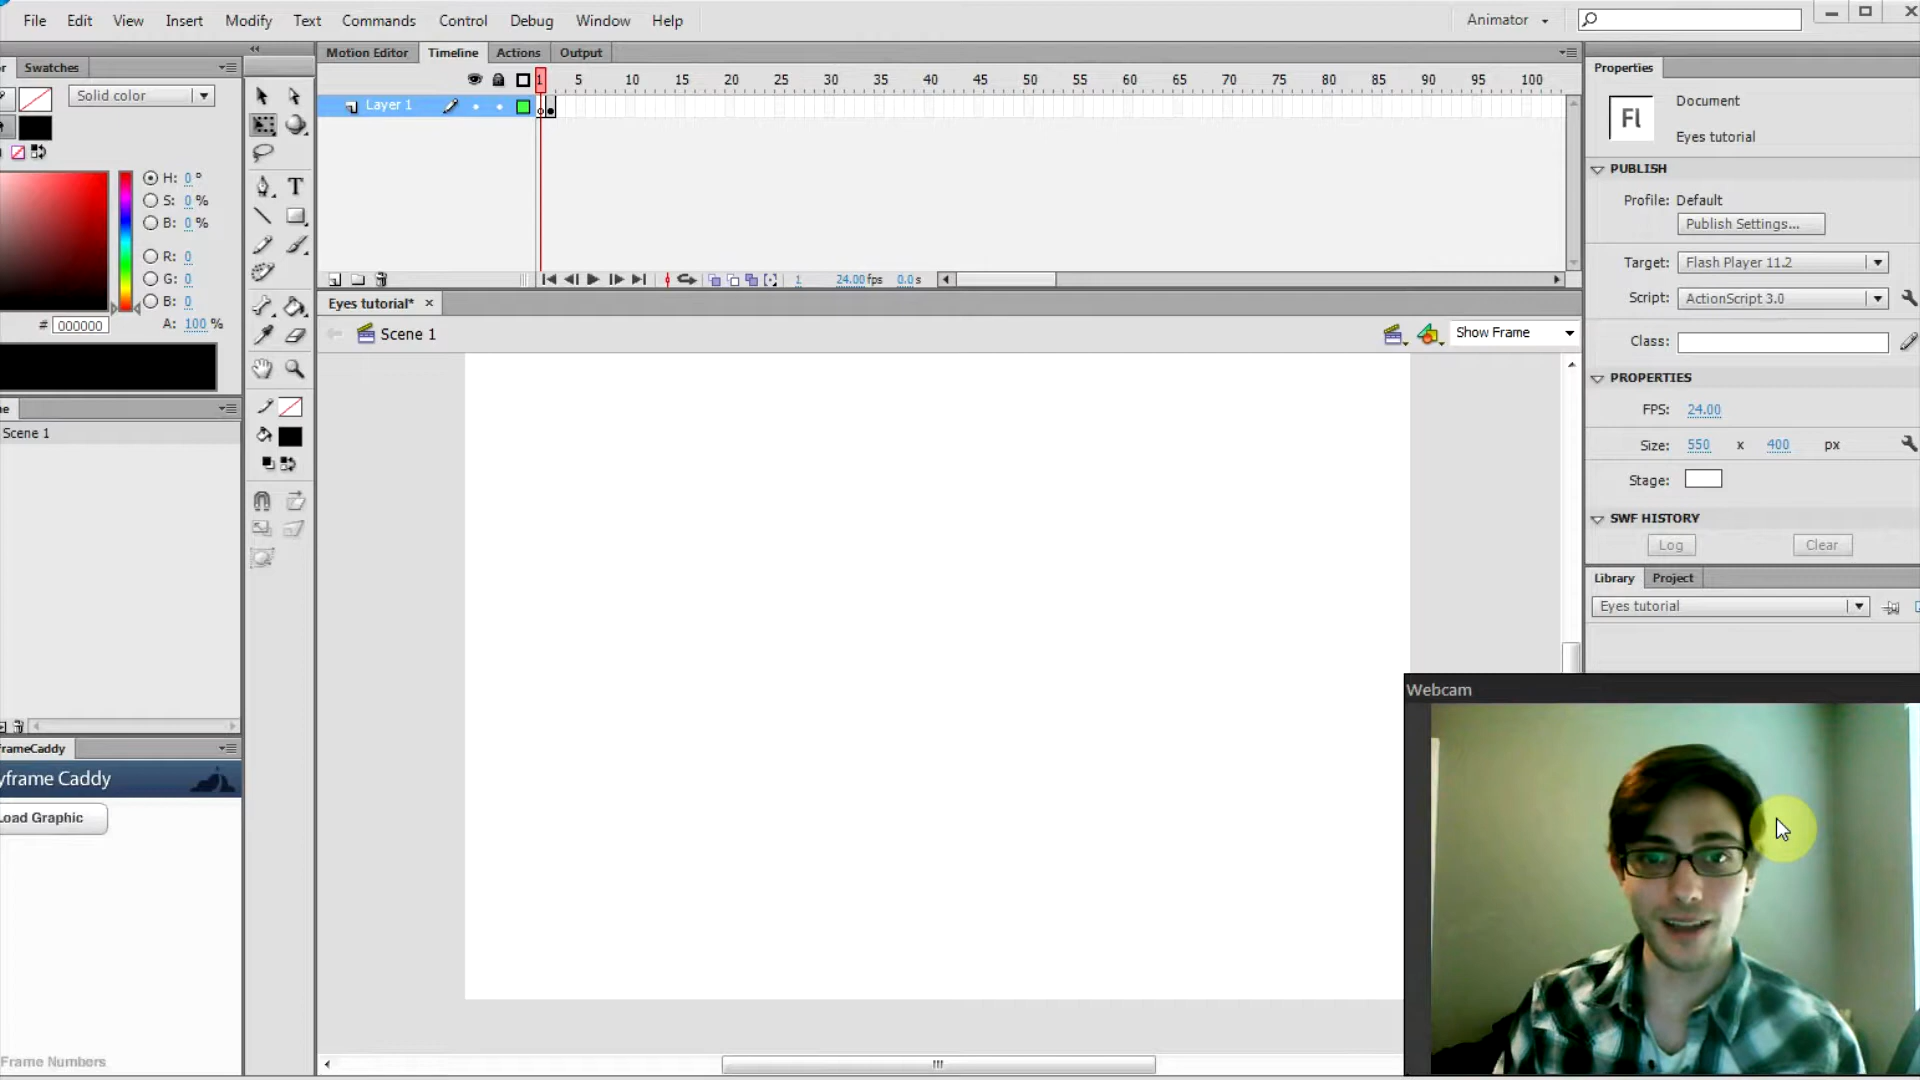 File Edit View Insert Modify Text Commands Control Debug Window Help
Animator
Swatches
Solid color
H: 0 °
S: 0 %
B: 0 %
R: 0
G: 0
B: 0
A: 100 %
# 000000
Scene 1
frameCaddy
yframe Caddy
Load Graphic
Frame Numbers
T
Motion Editor Timeline Actions Output
1 5 10 15 20 25 30 35 40 45 50 55 60 65 70 75 80 85 90 95 100
Layer 1
1 24.00 fps 0.0 s
Eyes tutorial*
Scene 1
Show Frame
Properties
Fl
Document
Eyes tutorial
PUBLISH
Profile: Default
Publish Settings...
Target: Flash Player 11.2
Script: ActionScript 3.0
Class:
PROPERTIES
FPS: 24.00
Size: 550 x 400 px
Stage:
SWF HISTORY
Log Clear
Library Project
Eyes tutorial
Webcam